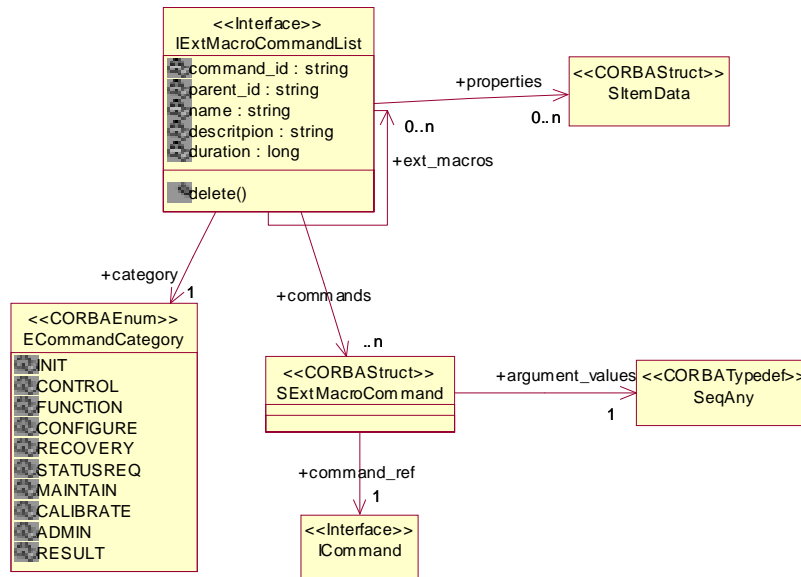 <<Interface>>
IExtMacroCommandList
command_id : string
parent_id : string
name : string
descritpion : string
duration : long
delete()
+properties
0..n
<<CORBAStruct>>
SItemData
0..n
+ext_macros
+category
1
<<CORBAEnum>>
ECommandCategory
INIT
CONTROL
FUNCTION
CONFIGURE
RECOVERY
STATUSREQ
MAINTAIN
CALIBRATE
ADMIN
RESULT
+commands
..n
<<CORBAStruct>>
SExtMacroCommand
+argument_values
1
<<CORBATypedef>>
SeqAny
+command_ref
1
<<Interface>>
ICommand